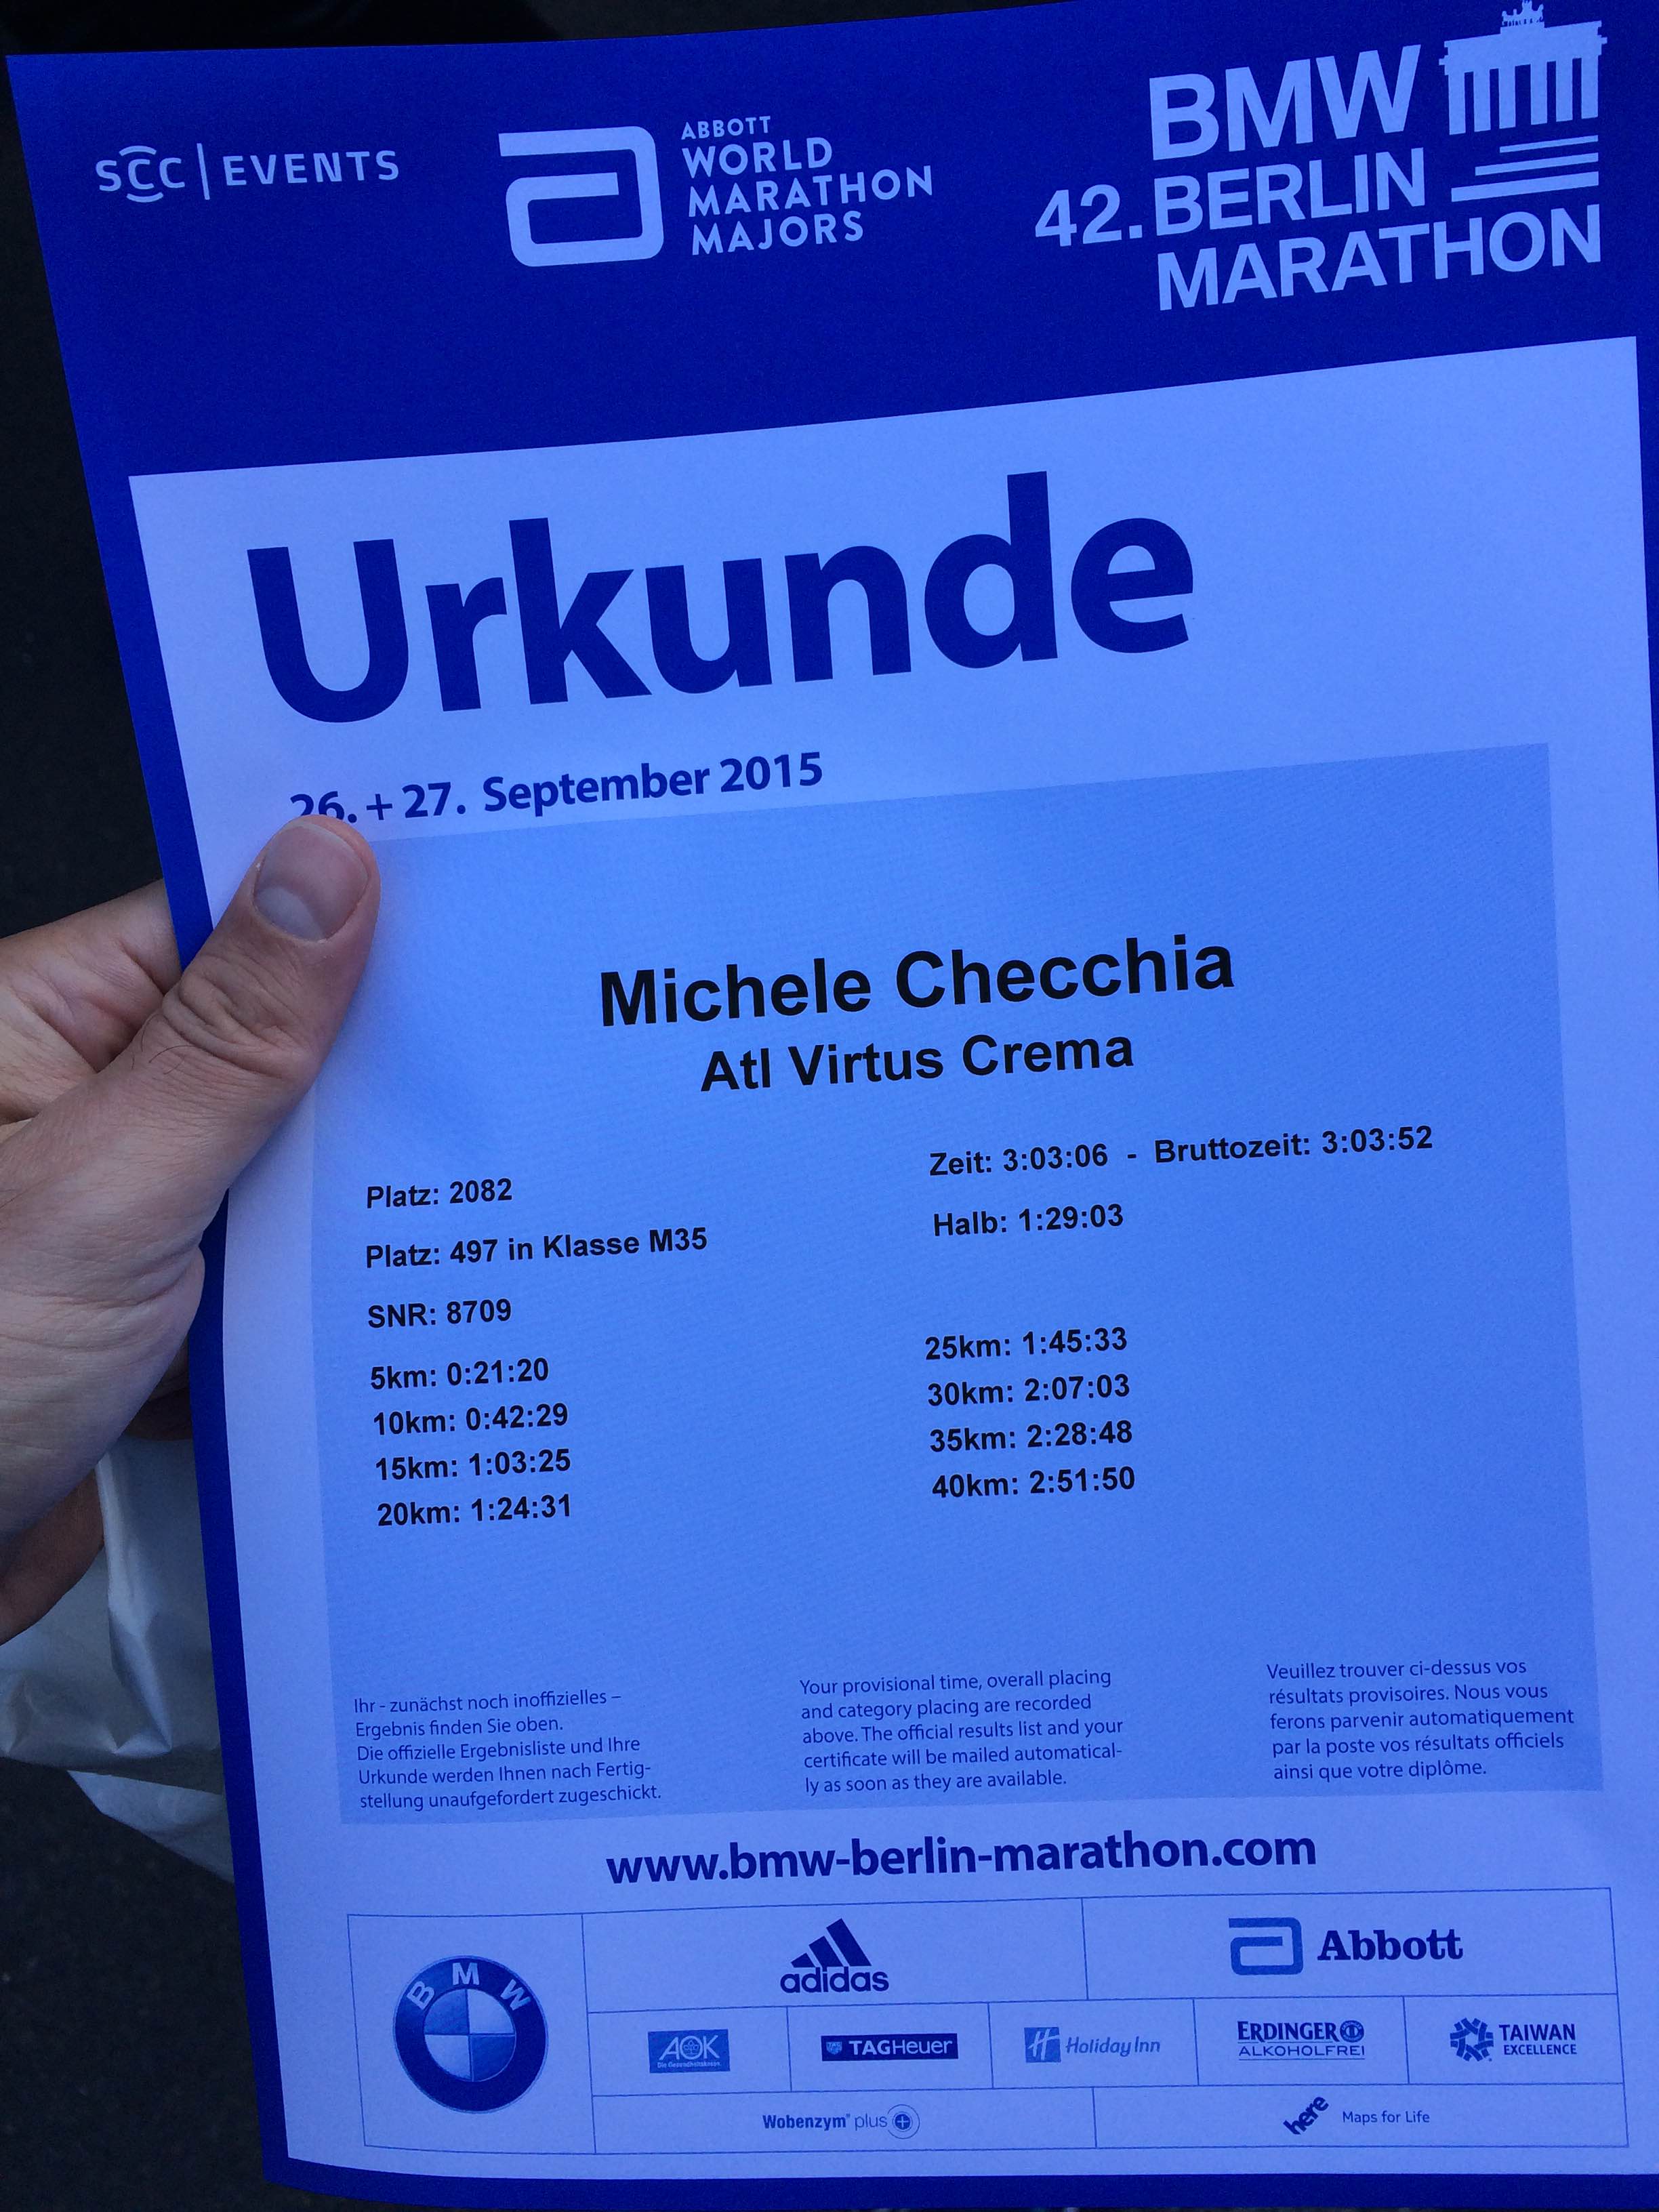 SCC | EVENTS
ABBOTT
WORLD
MARATHON
MAJORS
BMW
42. BERLIN
MARATHON
Urkunde
26. + 27. September 2015
Michele Checchia
Atl Virtus Crema
Zeit: 3:03:06 - Bruttozeit: 3:03:52
Platz: 2082
Halb: 1:29:03
Platz: 497 in Klasse M35
SNR: 8709
5km: 0:21:20
10km: 0:42:29
15km: 1:03:25
20km: 1:24:31
25km: 1:45:33
30km: 2:07:03
35km: 2:28:48
40km: 2:51:50
Ihr - zunächst noch inoffizielles –
Ergebnis finden Sie oben.
Die offizielle Ergebnisliste und Ihre
Urkunde werden Ihnen nach Fertig-
stellung unaufgefordert zugeschickt.
Your provisional time, overall placing
and category placing are recorded
above. The official results list and your
certificate will be mailed automatical-
ly as soon as they are available.
Veuillez trouver ci-dessus vos
résultats provisoires. Nous vous
ferons parvenir automatiquement
par la poste vos résultats officiels
ainsi que votre diplôme.
www.bmw-berlin-marathon.com
BMW
adidas
Abbott
AOK
Die Gesundheitskasse.
TAGHeuer
Holiday Inn
ERDINGER
ALKOHOLFREI
TAIWAN
EXCELLENCE
Wobenzym® plus
here
Maps for Life